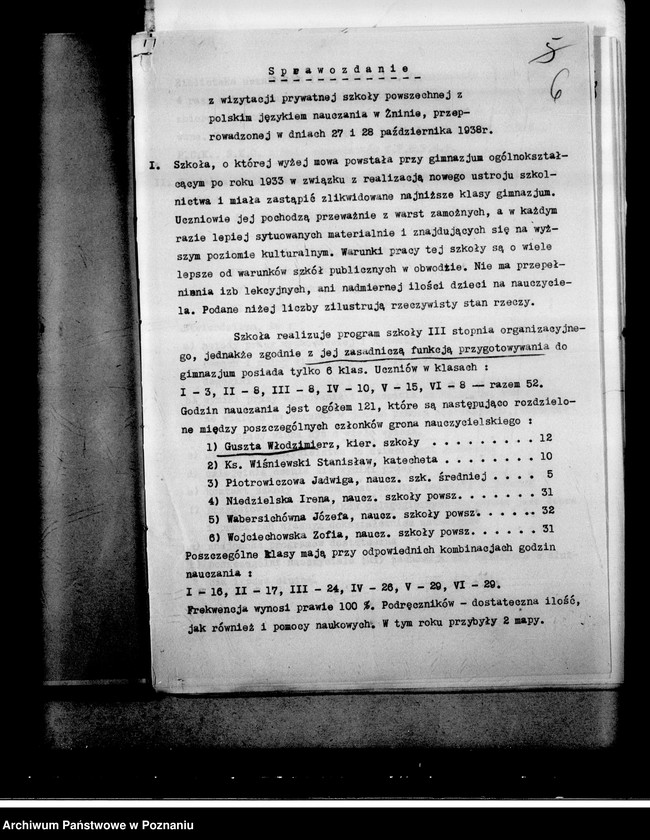 5
6
Sprawozdanie
z wizytacji prywatnej szkoły powszechnej z
polskim językiem nauczania w Żninie, przep-
rowadzonej w dniach 27 i 28 października 1938r.
I. Szkoła, o której wyżej mowa powstała przy gimnazjum ogólnokształ-
cącym po roku 1933 w związku z realizacją nowego ustroju szkol-
nictwa i miała zastąpić zlikwidowane najniższe klasy gimnazjum.
Uczniowie jej pochodzą przeważnie z warst zamożnych, a w każdym
razie lepiej sytuowanych materialnie i znajdujących się na wyż-
szym poziomie kulturalnym. Warunki pracy tej szkoły są o wiele
lepsze od warunków szkół publicznych w obwodzie. Nie ma przepeł-
nienia izb lekcyjnych, ani nadmiernej ilości dzieci na nauczycie-
la. Podane niżej liczby zilustrują rzeczywisty stan rzeczy.
Szkoła realizuje program szkoły III stopnia organizacyjne-
go, jednakże zgodnie z jej zasadniczą funkcją przygotowywania do
gimnazjum posiada tylko 6 klas. Uczniów w klasach :
I - 3, II - 8, III - 8, IV - 10, V - 15, VI - 8 — razem 52.
Godzin nauczania jest ogółem 121, które są następująco rozdzielo-
ne między poszczególnych członków grona nauczycielskiego :
1) Guszta Włodzimierz, kier. szkoły . . . . . . . . . 12
2) Ks. Wiśniewski Stanisław, katecheta . . . . . . . . 10
3) Piotrowiczowa Jadwiga, naucz. szk. średniej . . . . 5
4) Niedzielska Irena, naucz. szkoły powsz. . . . . . . 31
5) Wabersichówna Józefa, naucz. szkoły powsz. . . . . .. 32
6) Wojciechowska Zofia, naucz. szkoły powsz. . . . . . 31
Poszczególne klasy mają przy odpowiednich kombinacjach godzin
nauczania :
I - 16, II - 17, III - 24, IV - 26, V - 29, VI - 29.
Frekwencja wynosi prawie 100 %. Podręczników - dostateczna ilość,
jak również i pomocy naukowych. W tym roku przybyły 2 mapy.
Archiwum Państwowe w Poznaniu